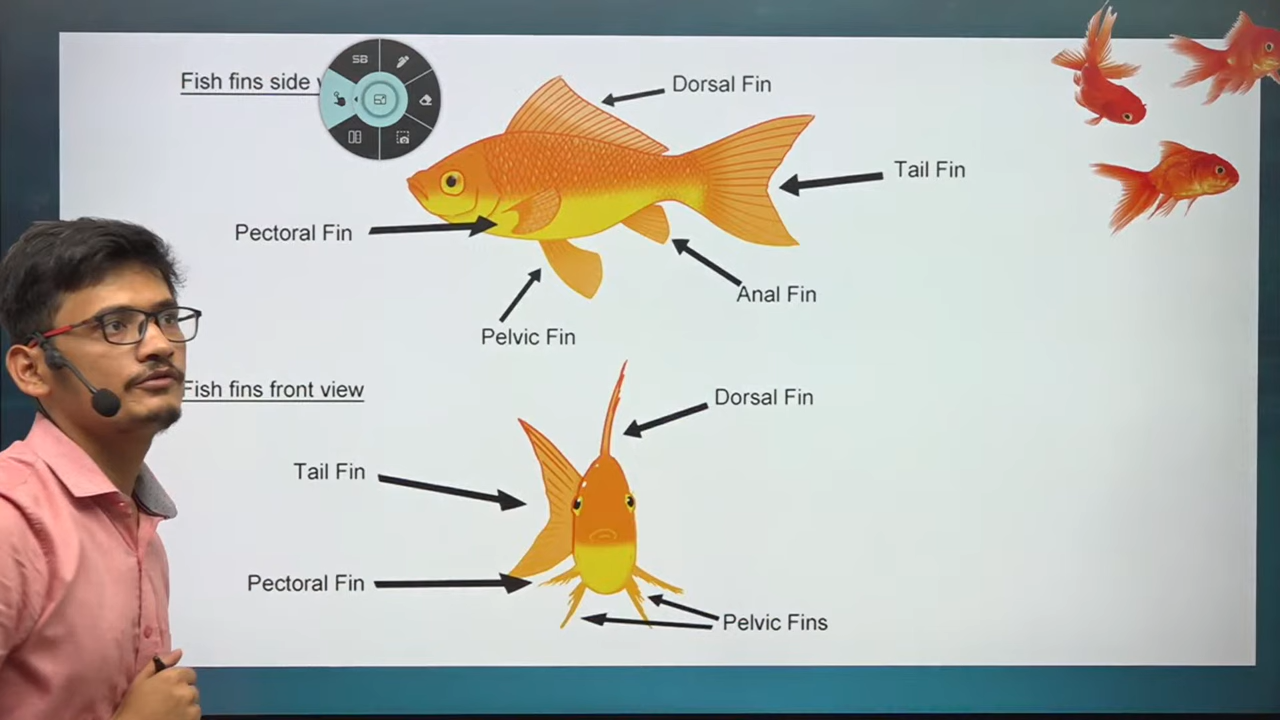 Fish fins side
SB
Dorsal Fin
Tail Fin
Pectoral Fin
Anal Fin
Pelvic Fin
Fish fins front view
Dorsal Fin
Tail Fin
Pectoral Fin
Pelvic Fins